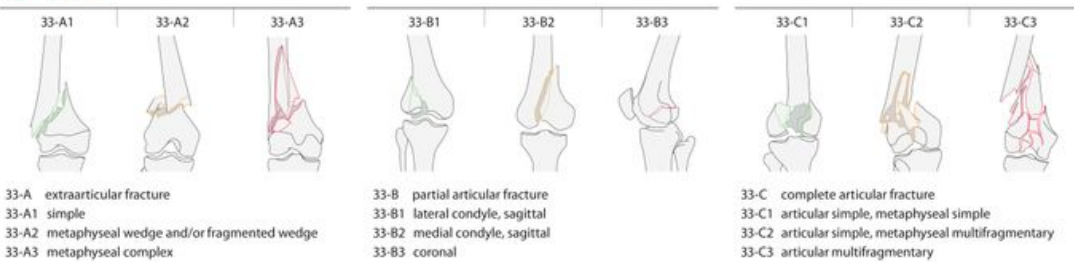 33-A1 33-A2 33-A3
33-B1 33-B2 33-B3
33-C1 33-C2 33-C3
33-A extraarticular fracture
33-A1 simple
33-A2 metaphyseal wedge and/or fragmented wedge
33-A3 metaphyseal complex
33-B partial articular fracture
33-B1 lateral condyle, sagittal
33-B2 medial condyle, sagittal
33-B3 coronal
33-C complete articular fracture
33-C1 articular simple, metaphyseal simple
33-C2 articular simple, metaphyseal multifragmentary
33-C3 articular multifragmentary